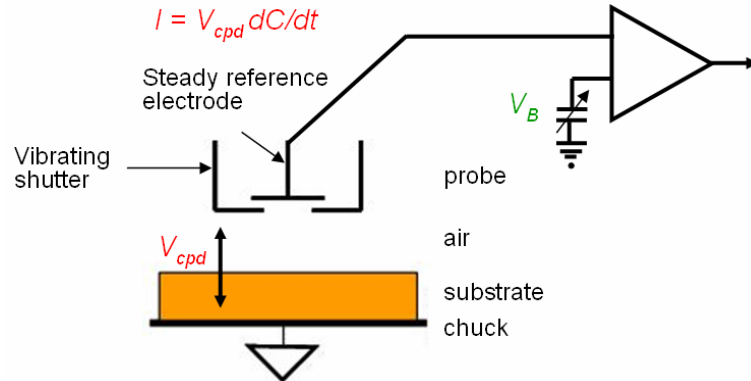 I = V_cpd dC/dt
Steady reference
electrode
V_B
Vibrating
shutter
probe
air
V_cpd
substrate
chuck